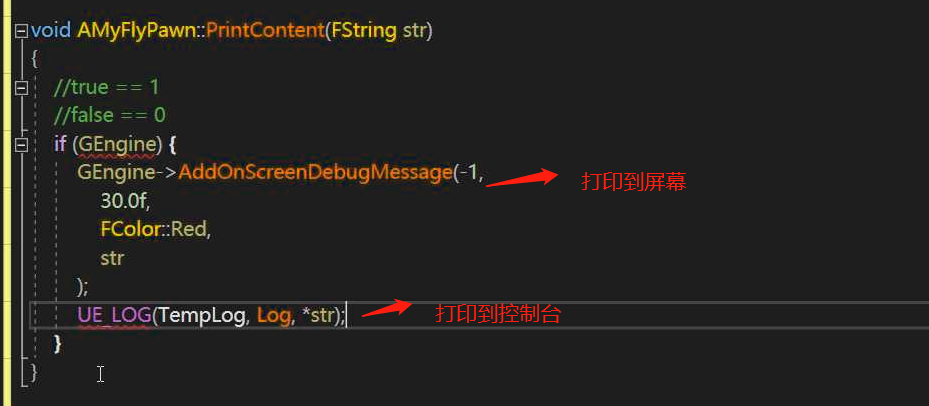 void AMyFlyPawn::PrintContent(FString str)
{
//true == 1
//false == 0
if (GEngine) {
GEngine->AddOnScreenDebugMessage(-1, 打印到屏幕
30.0f,
FColor::Red,
str
);
UE_LOG(TempLog, Log, *str); 打印到控制台
}
}